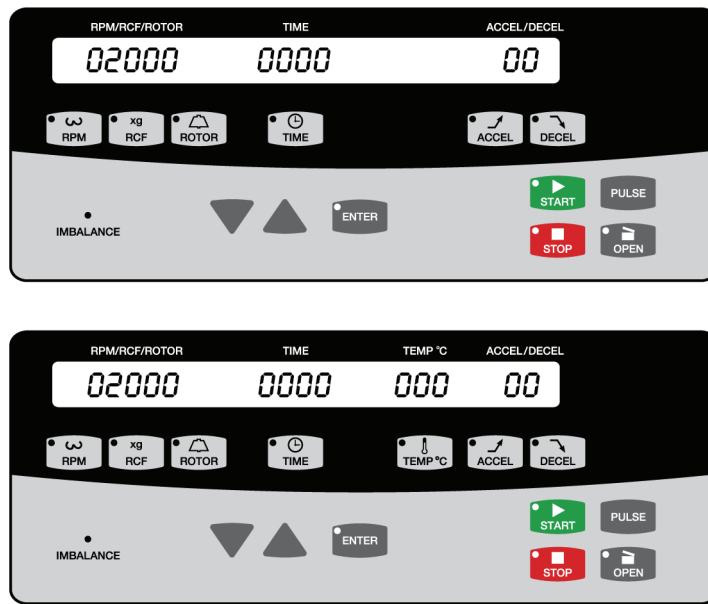 RPM/RCF/ROTOR TIME ACCEL/DECEL
02000 0000 00
xg
RPM RCF ROTOR TIME ACCEL DECEL
START PULSE
ENTER
IMBALANCE
STOP OPEN
RPM/RCF/ROTOR TIME TEMP °C ACCEL/DECEL
02000 0000 000 00
xg
RPM RCF ROTOR TIME TEMP °C ACCEL DECEL
START PULSE
ENTER
IMBALANCE
STOP OPEN